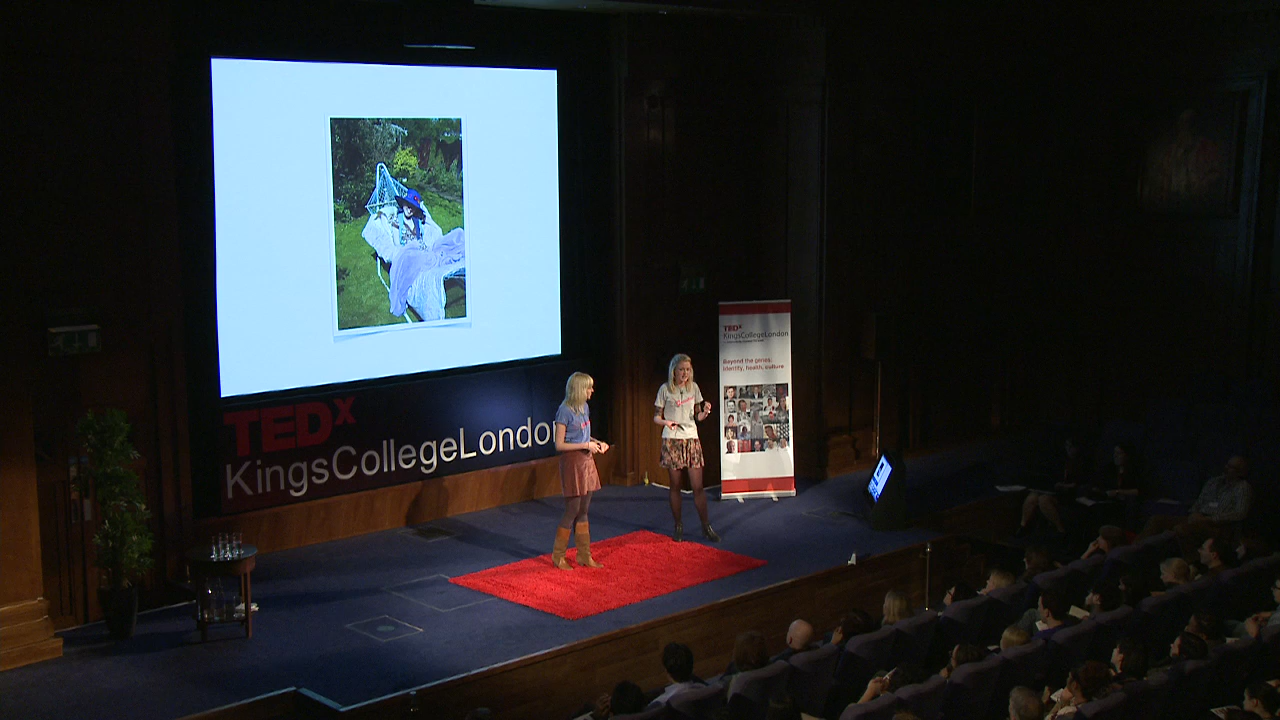 TEDx
KingsCollegeLondon
TEDx
KingsCollegeLondon
Beyond the genes:
identity, health, culture